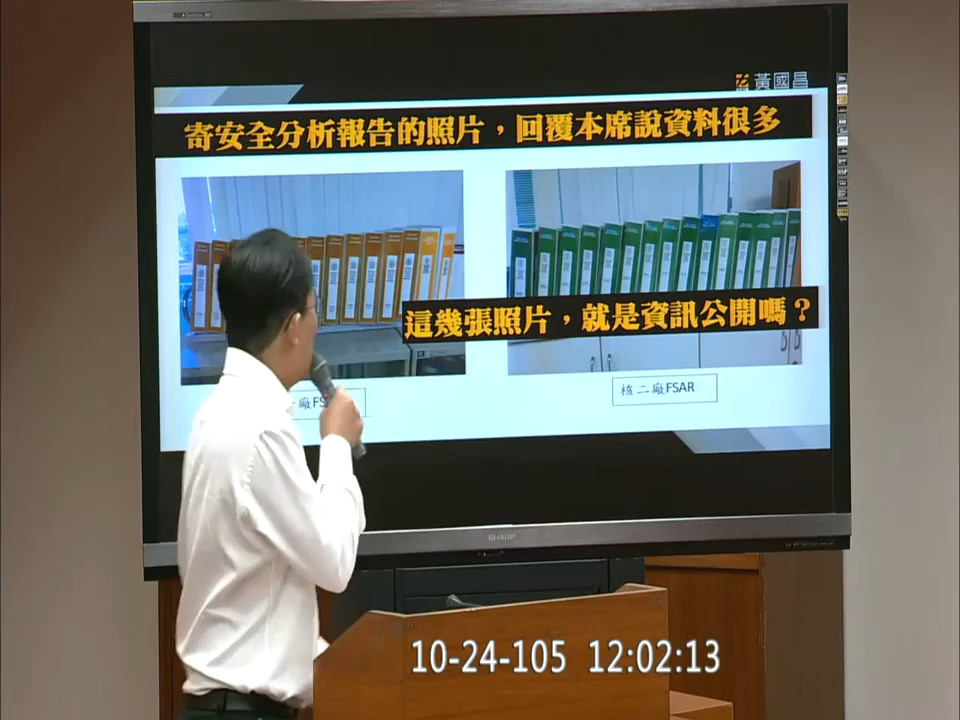 黃國昌
寄安全分析報告的照片，回覆本席說資料很多
這幾張照片，就是資訊公開嗎？
廠FS
核二廠FSAR
SHARP
10-24-105 12:02:13